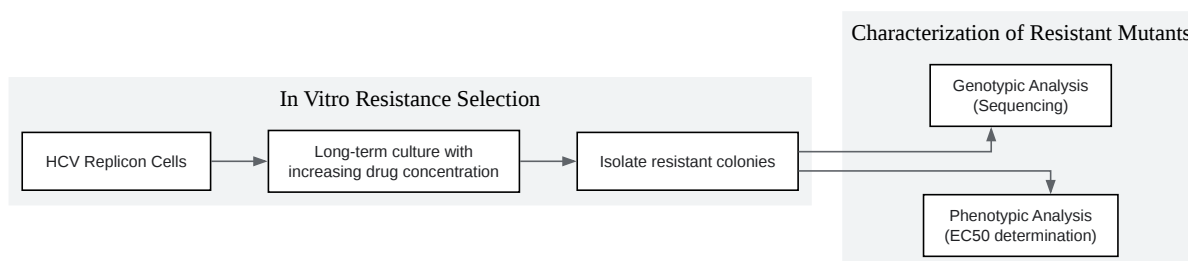 Characterization of Resistant Mutants
In Vitro Resistance Selection
HCV Replicon Cells
Long-term culture with
increasing drug concentration
Isolate resistant colonies
Genotypic Analysis
(Sequencing)
Phenotypic Analysis
(EC50 determination)